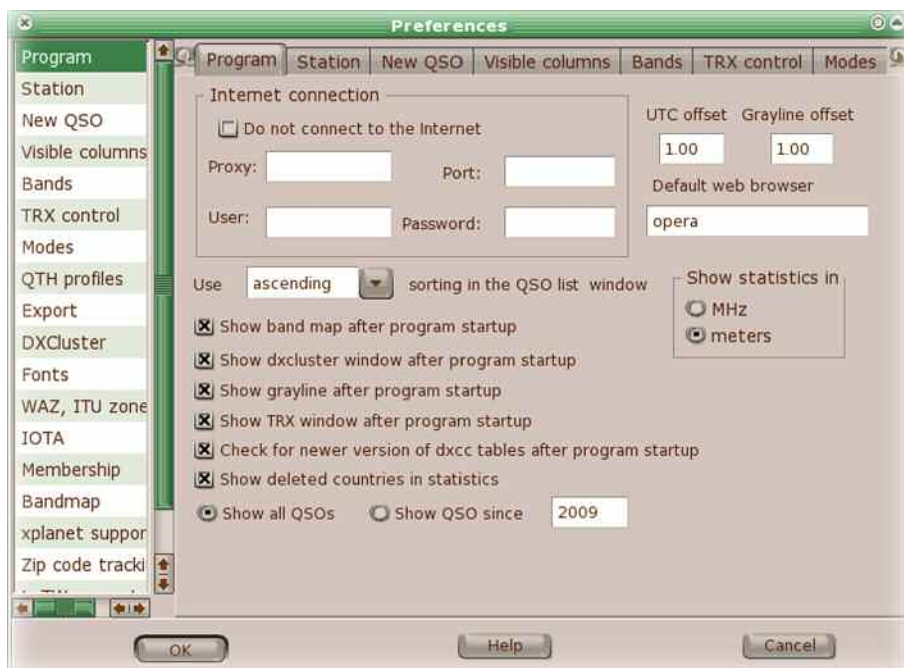 Preferences
Program
Station
New QSO
Visible columns
Bands
TRX control
Modes
QTH profiles
Export
DXCluster
Fonts
WAZ, ITU zone
IOTA
Membership
Bandmap
xplanet suppor
Zip code tracki
Program Station New QSO Visible columns Bands TRX control Modes
Internet connection
Do not connect to the Internet
Proxy: Port:
User: Password:
UTC offset Grayline offset
1.00 1.00
Default web browser
opera
Use ascending sorting in the QSO list window
Show statistics in
MHz
meters
Show band map after program startup
Show dxcluster window after program startup
Show grayline after program startup
Show TRX window after program startup
Check for newer version of dxcc tables after program startup
Show deleted countries in statistics
Show all QSOs Show QSO since 2009
OK Help Cancel